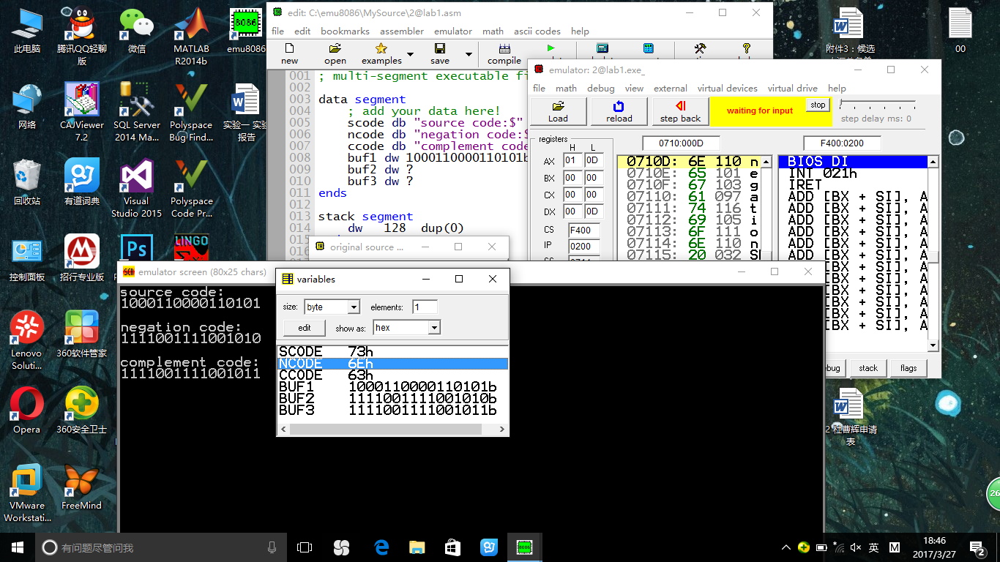 此电脑
腾讯QQ轻聊
版
微信
MATLAB
R2014b
emu8086
网络
CAJViewer
7.2
SQL Server
2014 Ma...
Polyspace
Bug Find...
实验一 实验
报告
回收站
有道词典
Visual
Studio 2015
Polyspace
Code Pr...
控制面板
招行专业版
Ps
LINGO
Lenovo
Soluti...
360软件管家
Opera
360安全卫士
VMware
Workstati...
FreeMind
附件3：候选
00
edit: C:\emu8086\MySource\2@lab1.asm
file edit bookmarks assembler emulator math ascii codes help
new open examples save compile
001 ; multi-segment executable fi
002
003 data segment
004 ; add your data here!
005 scode db "source code:$"
006 ncode db "negation code:$
007 ccode db "complement code
008 buf1 dw 1000110000110101b
009 buf2 dw ?
010 buf3 dw ?
011 ends
012
013 stack segment
014 dw 128 dup(0)
015
original source ...
emulator: 2@lab1.exe_
file math debug view external virtual devices virtual drive help
Load reload step back waiting for input stop step delay ms: 0
registers 0710:000D F400:0200
H L
AX 01 0D
BX 00 00
CX 00 00
DX 00 0D
CS F400
IP 0200
0710D: 6E 110 n
0710E: 65 101 e
0710F: 67 103 g
07110: 61 097 a
07111: 74 116 t
07112: 69 105 i
07113: 6F 111 o
07114: 6E 110 n
07115: 20 032
BIOS DI
INT 021h
IRET
ADD [BX + SI], A
ADD [BX + SI], A
ADD [BX + SI], A
ADD [BX + SI], A
ADD [BX + SI], A
ADD [BX + SI], A
BX + SI], A
BX + SI], A
BX + SI], A
BX + SI], A
BX + SI], A
BX + SI], A
stack flags
emulator screen (80x25 chars)
source code:
1000110000110101
negation code:
1111001111001010
complement code:
1111001111001011
variables
size: byte elements: 1
edit show as: hex
SCODE 73h
NCODE 6Eh
CCODE 63h
BUF1 1000110000110101b
BUF2 1111001111001010b
BUF3 1111001111001011b
2 杜曹辉申请
表
26
有问题尽管问我
英 M
18:46
2017/3/27
2